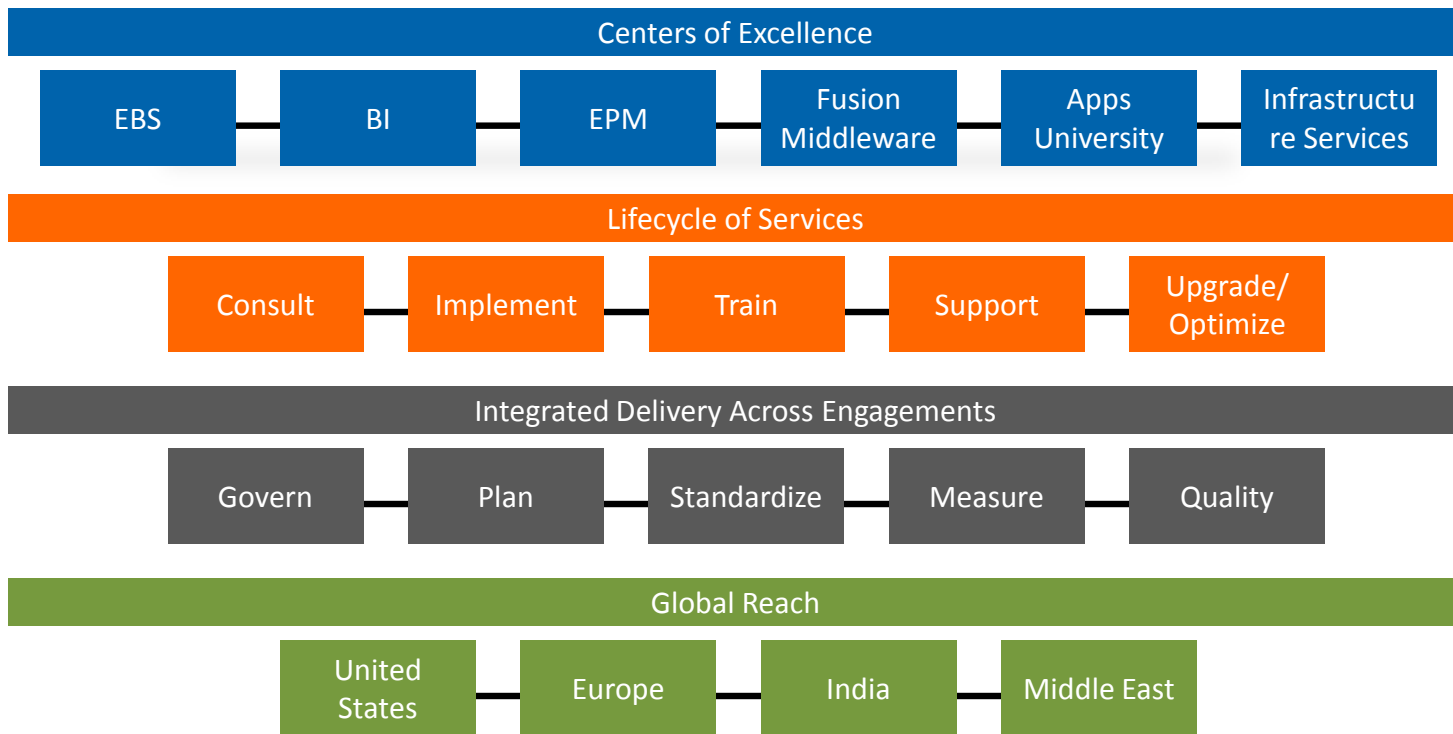 Centers of Excellence
EBS
BI
EPM
Fusion
Middleware
Apps
University
Infrastructu
re Services
Lifecycle of Services
Consult
Implement
Train
Support
Upgrade/
Optimize
Integrated Delivery Across Engagements
Govern
Plan
Standardize
Measure
Quality
Global Reach
United
States
Europe
India
Middle East